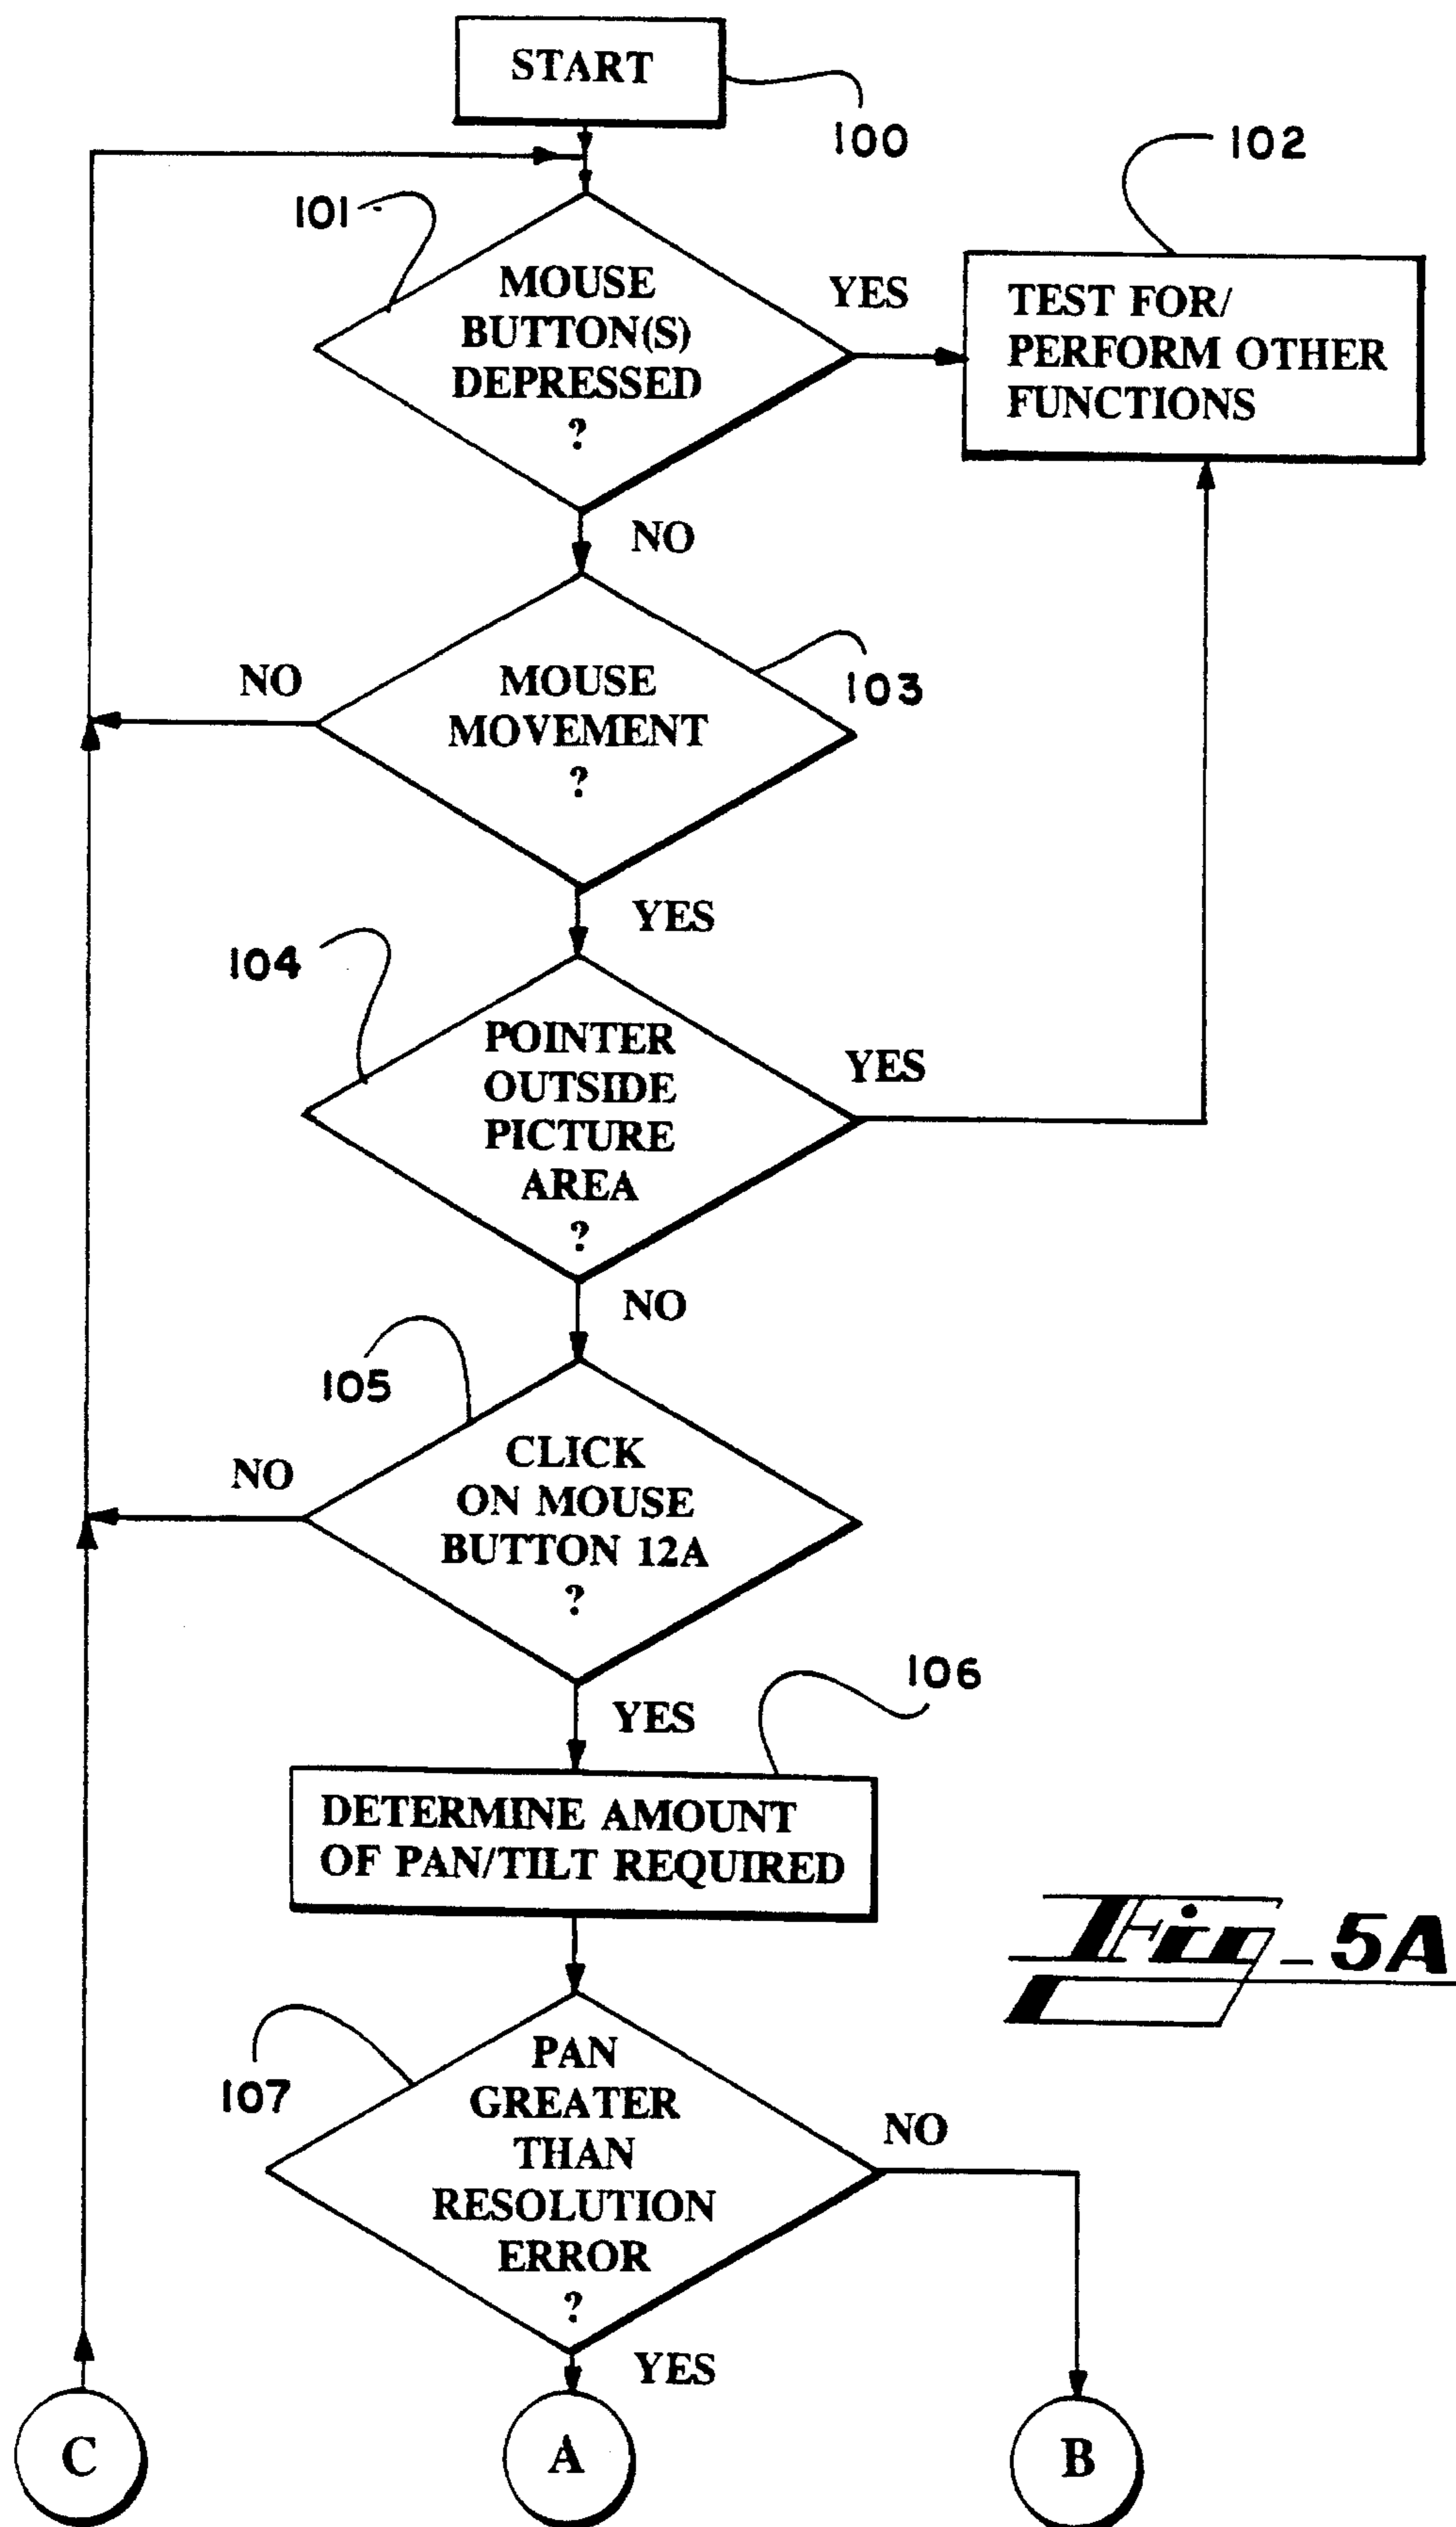 START
100
102
101
MOUSE
BUTTON(S)
DEPRESSED
?
YES
TEST FOR/
PERFORM OTHER
FUNCTIONS
NO
NO
MOUSE
MOVEMENT
?
103
YES
104
POINTER
OUTSIDE
PICTURE
AREA
?
YES
NO
105
NO
CLICK
ON MOUSE
BUTTON 12A
?
106
YES
DETERMINE AMOUNT
OF PAN/TILT REQUIRED
Fig_5A
107
PAN
GREATER
THAN
RESOLUTION
ERROR
?
NO
YES
C
A
B